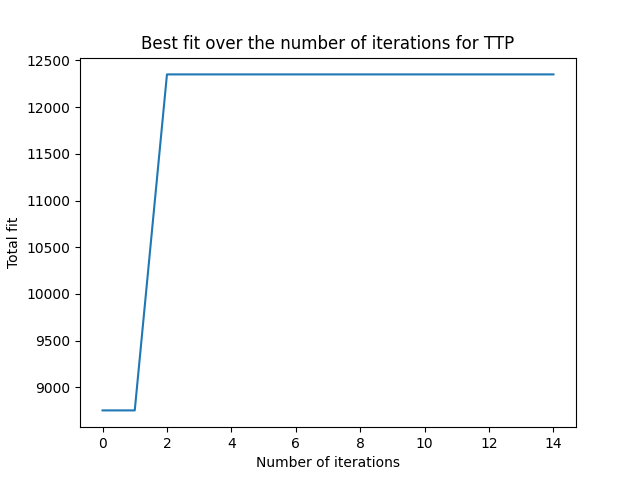 Best fit over the number of iterations for TTP
12500
12000
11500
11000
10500
10000
9500
9000
Total fit
0 2 4 6 8 10 12 14
Number of iterations